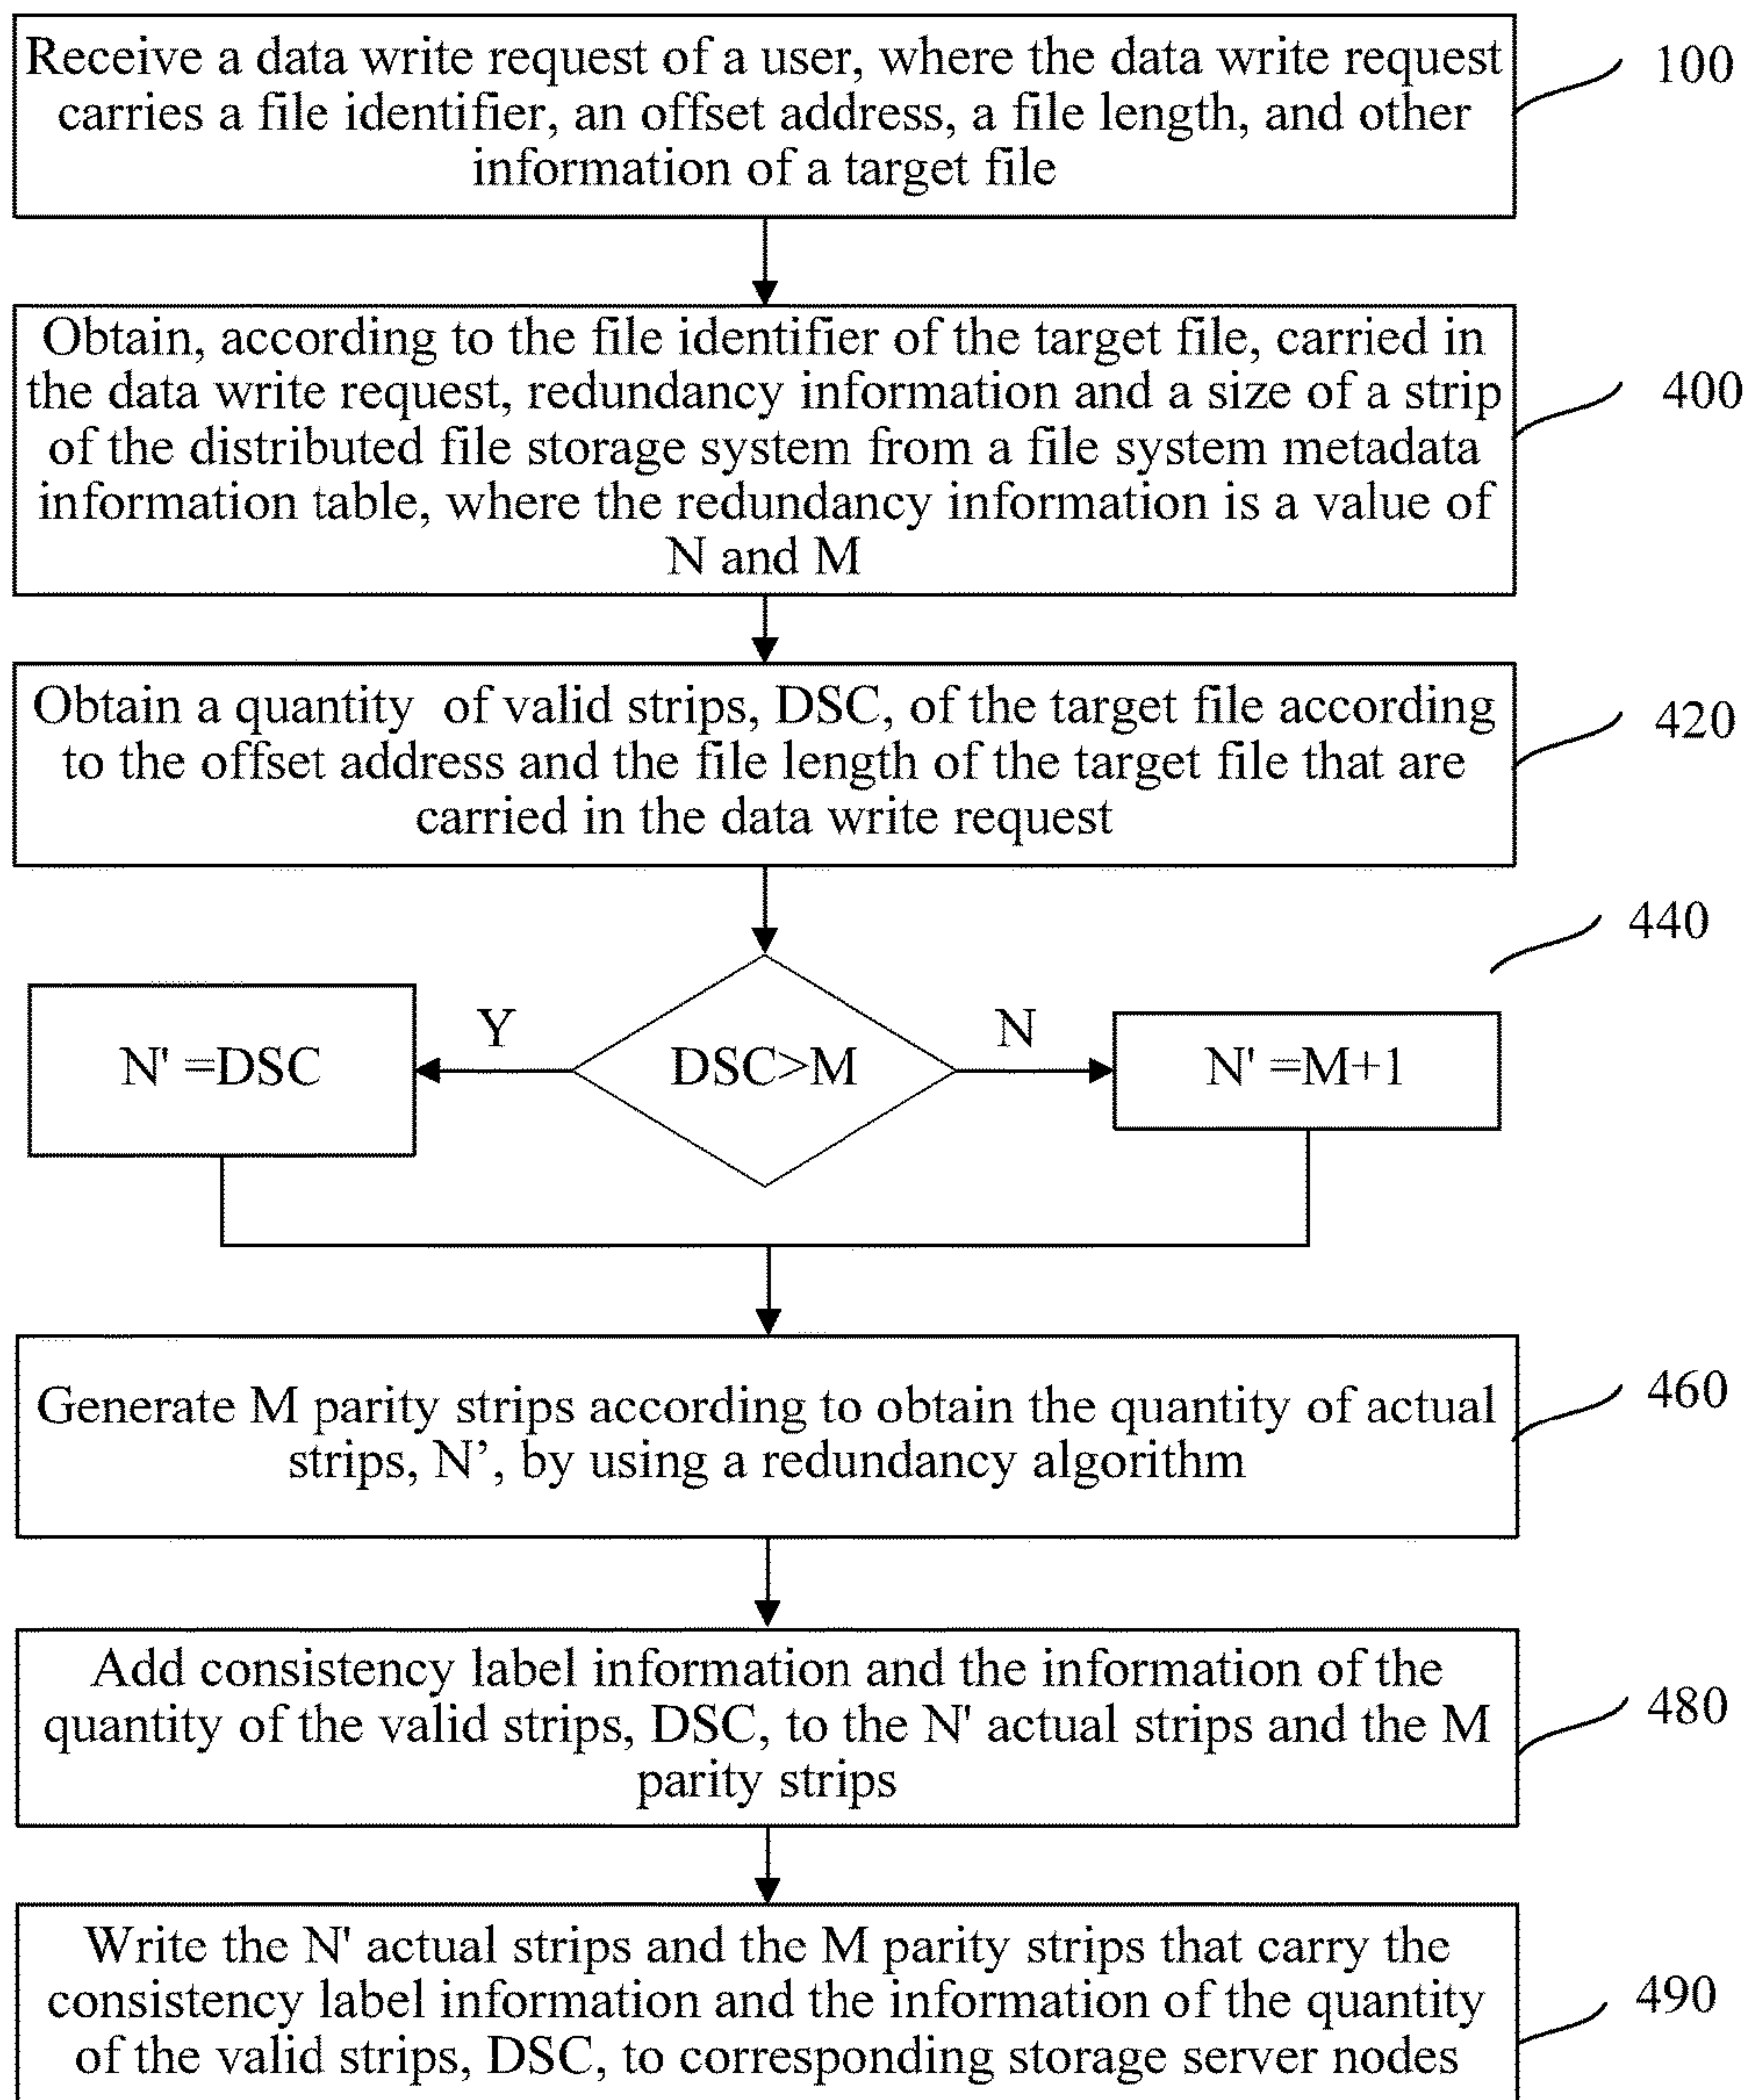 Receive a data write request of a user, where the data write request
carries a file identifier, an offset address, a file length, and other
information of a target file
100
Obtain, according to the file identifier of the target file, carried in
the data write request, redundancy information and a size of a strip
of the distributed file storage system from a file system metadata
information table, where the redundancy information is a value of
N and M
400
Obtain a quantity of valid strips, DSC, of the target file according
to the offset address and the file length of the target file that are
carried in the data write request
420
440
N' =DSC
Y
DSC>M
N
N' =M+1
Generate M parity strips according to obtain the quantity of actual
strips, N’, by using a redundancy algorithm
460
Add consistency label information and the information of the
quantity of the valid strips, DSC, to the N' actual strips and the M
parity strips
480
Write the N' actual strips and the M parity strips that carry the
consistency label information and the information of the quantity
of the valid strips, DSC, to corresponding storage server nodes
490